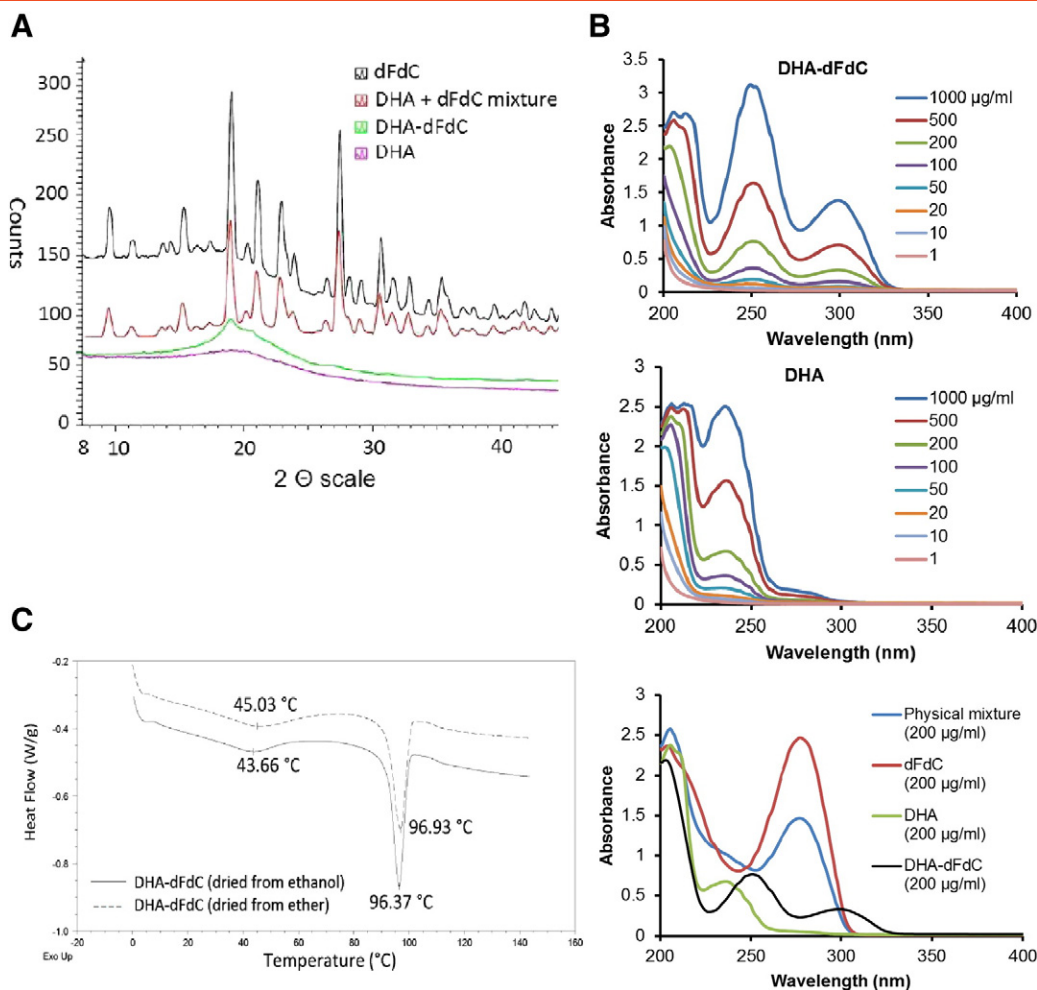 A
300
250
200
150
100
50
0
Counts
8
10
20
30
40
2 Θ scale
dFdC
DHA + dFdC mixture
DHA-dFdC
DHA
B
DHA-dFdC
3.5
3
2.5
2
1.5
1
0.5
0
Absorbance
200
250
300
350
400
Wavelength (nm)
1000 µg/ml
500
200
100
50
20
10
1
DHA
3
2.5
2
1.5
1
0.5
0
Absorbance
200
250
300
350
400
Wavelength (nm)
1000 µg/ml
500
200
100
50
20
10
1
3
2.5
2
1.5
1
0.5
0
Absorbance
200
250
300
350
400
Wavelength (nm)
Physical mixture
(200 µg/ml)
dFdC
(200 µg/ml)
DHA
(200 µg/ml)
DHA-dFdC
(200 µg/ml)
C
-0.2
-0.4
-0.6
-0.8
-1.0
Heat Flow (W/g)
45.03 °C
43.66 °C
96.93 °C
96.37 °C
DHA-dFdC (dried from ethanol)
DHA-dFdC (dried from ether)
-20
0
20
40
60
80
100
120
140
160
Exo Up
Temperature (°C)